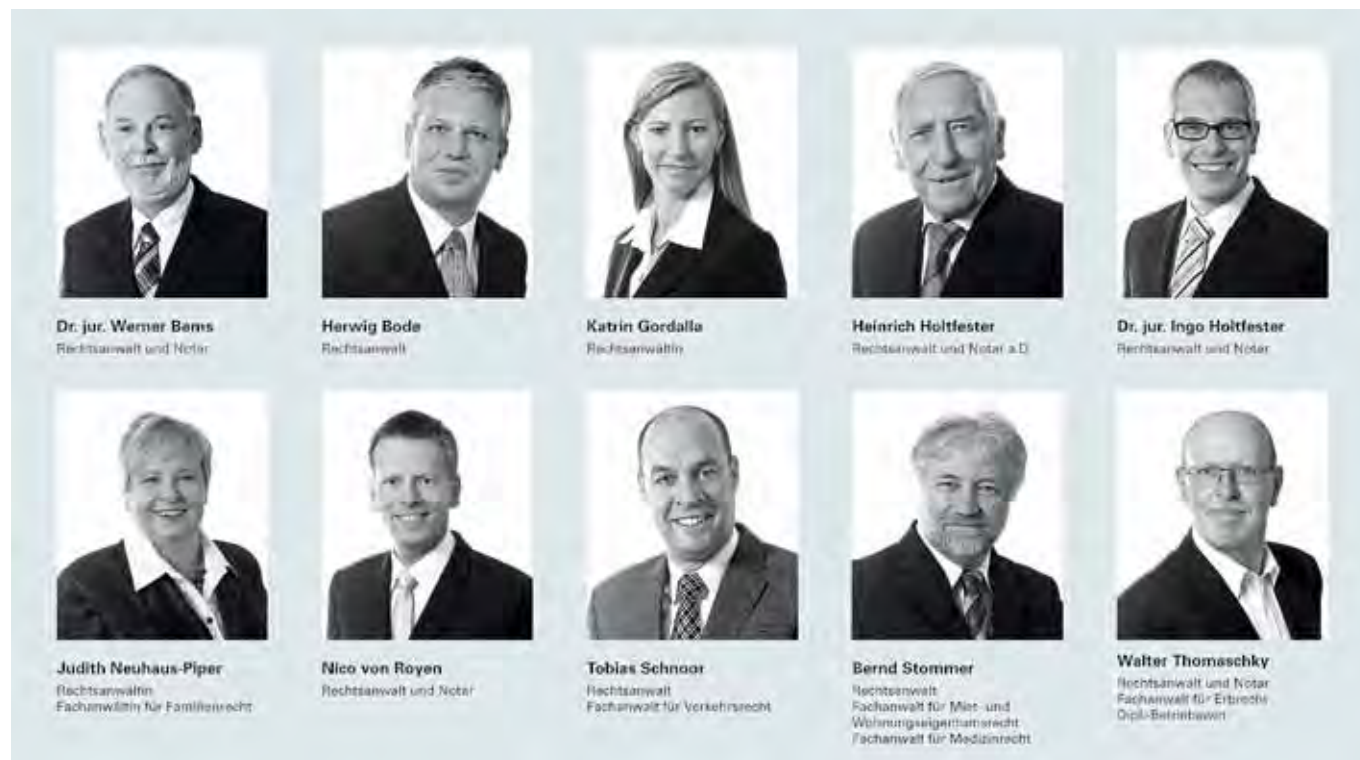 Dr. jur. Werner Bems
Rechtsanwalt und Notar
Herwig Bode
Rechtsanwalt
Katrin Gordalla
Rechtsanwältin
Heinrich Holtfester
Rechtsanwalt und Notar a.D.
Dr. jur. Ingo Holtfester
Rechtsanwalt und Notar
Judith Neuhaus-Piper
Rechtsanwältin
Fachanwältin für Familienrecht
Nico von Royen
Rechtsanwalt und Notar
Tobias Schnoor
Rechtsanwalt
Fachanwalt für Verkehrsrecht
Bernd Stommer
Rechtsanwalt
Fachanwalt für Miet- und
Wohnungseigentumsrecht
Fachanwalt für Medizinrecht
Walter Thomaschky
Rechtsanwalt und Notar
Fachanwalt für Erbrecht
Dipl.-Betriebswirt